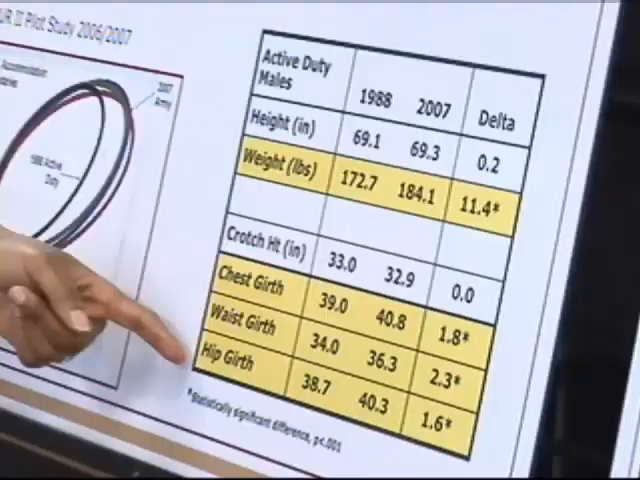 UR II Pilot Study 2006/2007
2007
Army
1988 Active
Duty
Active Duty
Males 1988 2007 Delta
Height (in) 69.1 69.3 0.2
Weight (lbs) 172.7 184.1 11.4*
Crotch Ht (in) 33.0 32.9 0.0
Chest Girth 39.0 40.8 1.8*
Waist Girth 34.0 36.3 2.3*
Hip Girth 38.7 40.3 1.6*
*Statistically significant difference, p<.001